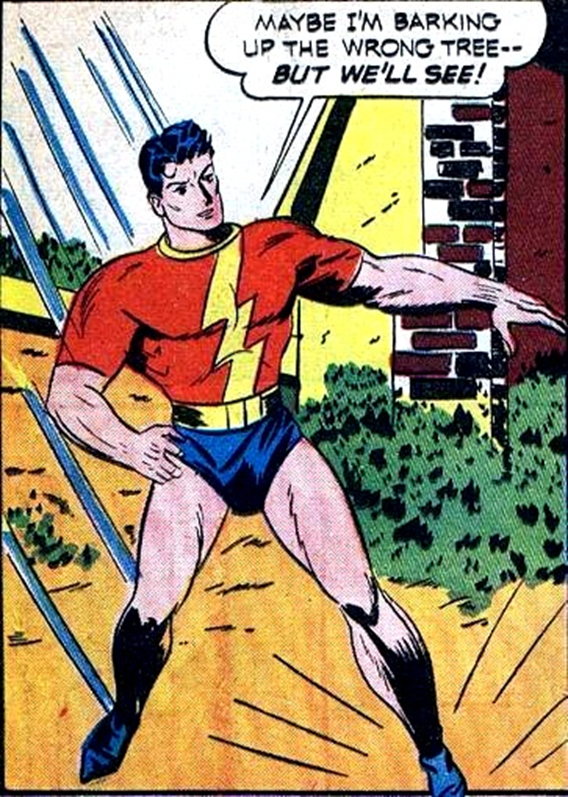 MAYBE I'M BARKING
UP THE WRONG TREE--
BUT WE'LL SEE!